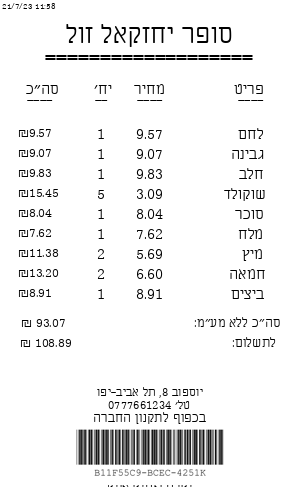 21/7/23 11:58
סופר יחזקאל זול
====================
פריט מחיר יח׳ סה״כ
---- ---- -- ----
לחם 9.57 1 ₪9.57
גבינה 9.07 1 ₪9.07
חלב 9.83 1 ₪9.83
שוקולד 3.09 5 ₪15.45
סוכר 8.04 1 ₪8.04
מלח 7.62 1 ₪7.62
מיץ 5.69 2 ₪11.38
חמאה 6.60 2 ₪13.20
ביצים 8.91 1 ₪8.91
סה״כ ללא מע״מ: 93.07 ₪
לתשלום: 108.89 ₪
יוספוב 8, תל אביב-יפו
טל׳ 0777661234
בכפוף לתקנון החברה
B11F55C9-BCEC-4251K